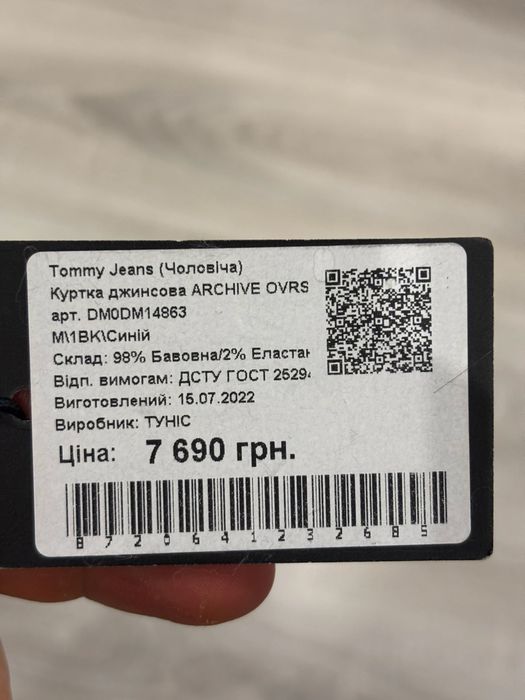 Tommy Jeans (Чоловіча)
Куртка джинсова ARCHIVE OVRS
арт. DM0DM14863
M\1BK\Синій
Склад: 98% Бавовна/2% Еластан
Відп. вимогам: ДСТУ ГОСТ 25294
Виготовлений: 15.07.2022
Виробник: ТУНІС
Ціна: 7 690 грн.
8720641232685